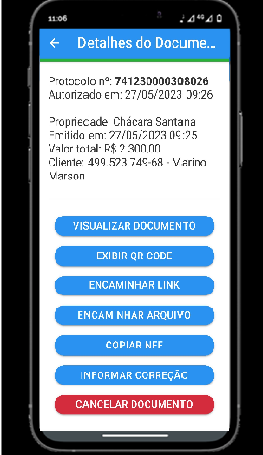 11:06
4G
Detalhes do Docume...
Protocolo nº: 741230000308026
Autorizado em: 27/05/2023 09:26
Propriedade: Chácara Santana
Emitido em: 27/05/2023 09:25
Valor total: R$ 2.300,00
Cliente: 499.523.749-68 - Marino
Marson
VISUALIZAR DOCUMENTO
EXIBIR QR CODE
ENCAMINHAR LINK
ENCAMINHAR ARQUIVO
COPIAR NFF
INFORMAR CORREÇÃO
CANCELAR DOCUMENTO